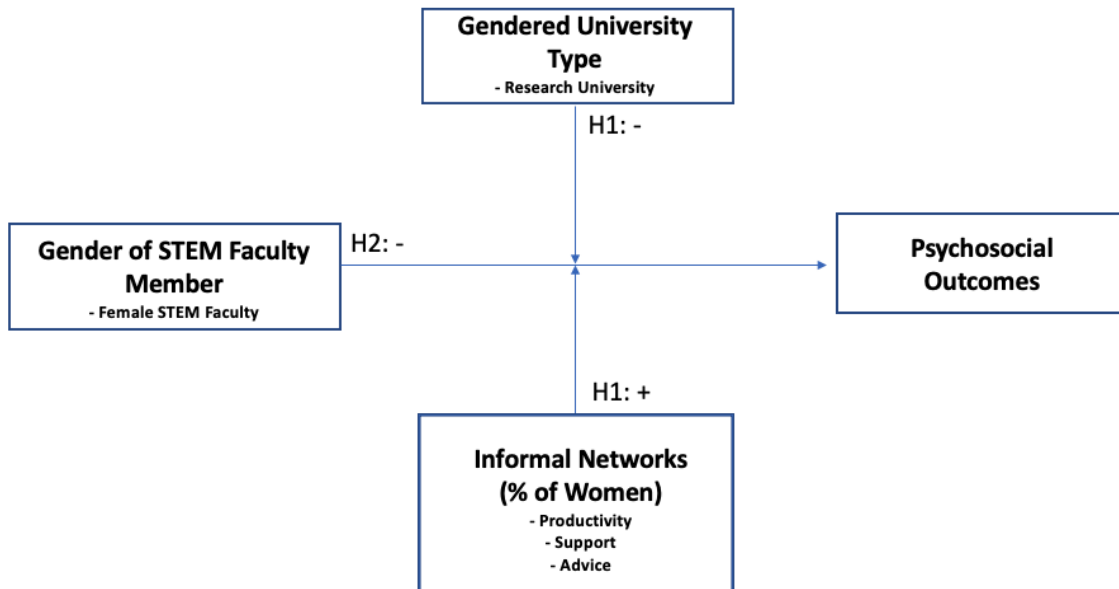 Gendered University
Type
- Research University
H1: -
Gender of STEM Faculty
Member
- Female STEM Faculty
H2: -
Psychosocial
Outcomes
H1: +
Informal Networks
(% of Women)
- Productivity
- Support
- Advice